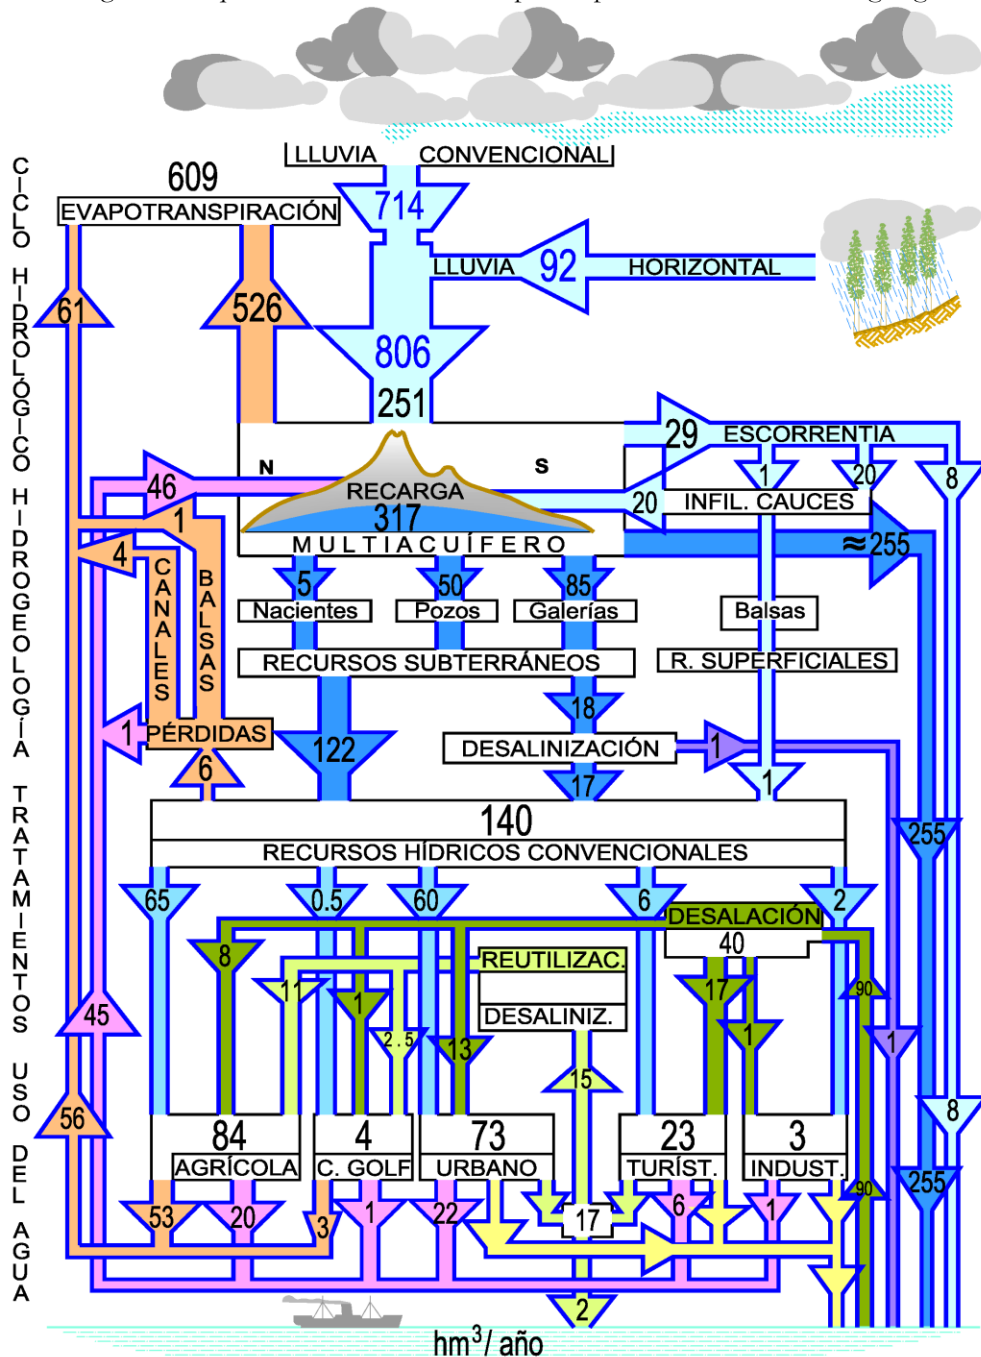 CICLO HIDROLÓGICO HIDROGEOLOGÍA TRATAMIENTOS USO DEL AGUA
LLUVIA CONVENCIONAL
609
EVAPOTRANSPIRACIÓN
714
LLUVIA 92 HORIZONTAL
61
526
806
251
29 ESCORRENTIA
N
S
46
RECARGA
20
1
20
8
INFIL. CAUCES
317
1
4
MULTIACUÍFERO
≈255
CANALES
BALSAS
5
50
85
Nacientes
Pozos
Galerías
Balsas
RECURSOS SUBTERRÁNEOS
R. SUPERFICIALES
18
1
PÉRDIDAS
122
DESALINIZACIÓN
1
6
17
1
140
255
RECURSOS HÍDRICOS CONVENCIONALES
65
0.5
60
6
2
DESALACIÓN
40
8
REUTILIZAC.
11
1
17
90
DESALINIZ.
45
2.5
13
1
1
15
56
8
84
4
73
23
3
AGRÍCOLA
C. GOLF
URBANO
TURÍST.
INDUST.
255
90
53
20
3
1
22
17
6
1
2
hm³/ año